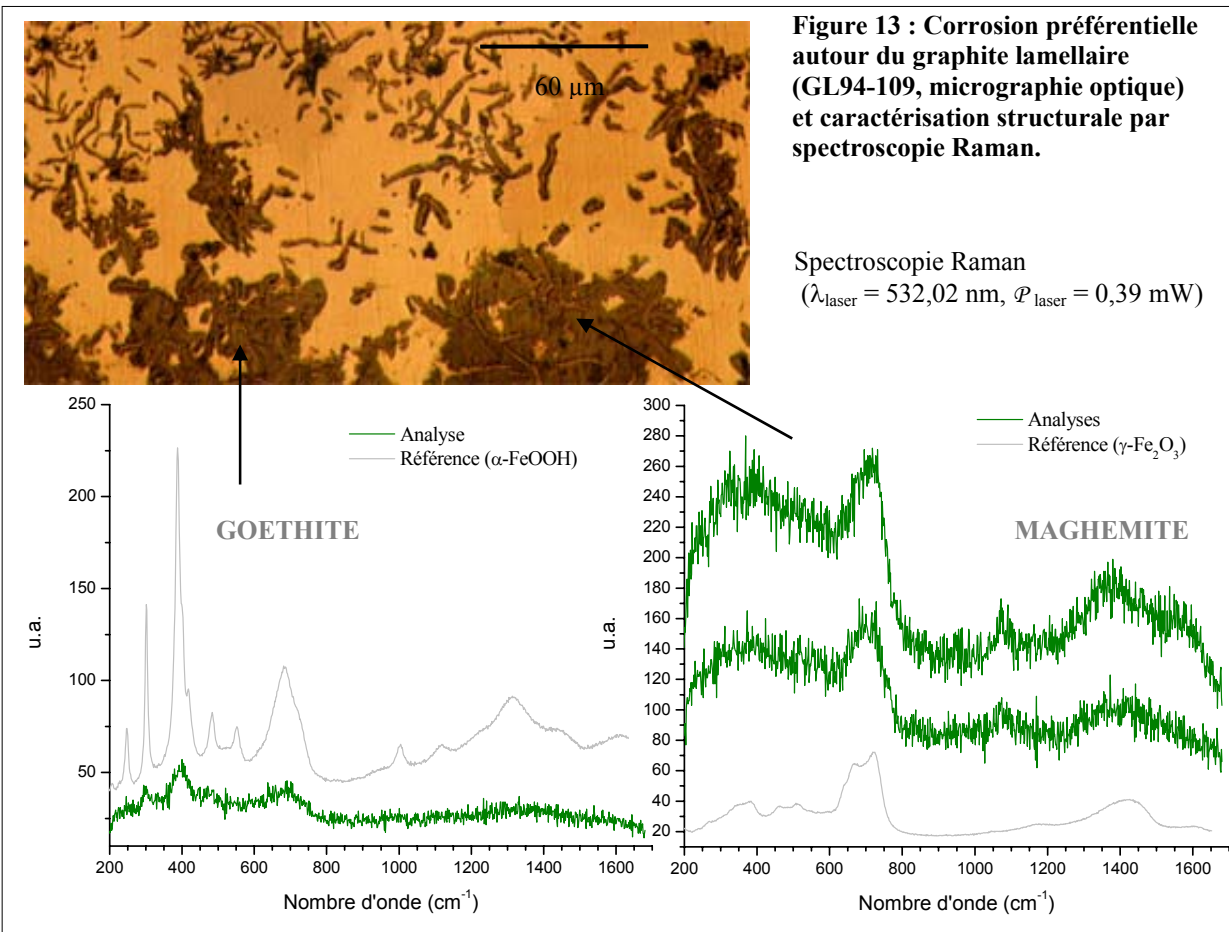 Figure 13 : Corrosion préférentielle
autour du graphite lamellaire
(GL94-109, micrographie optique)
et caractérisation structurale par
spectroscopie Raman.
60 µm
Spectroscopie Raman
(λlaser = 532,02 nm, P laser = 0,39 mW)
250
200
150
100
50
u.a.
Analyse
Référence (α-FeOOH)
GOETHITE
200 400 600 800 1000 1200 1400 1600
Nombre d'onde (cm-1)
300
280
260
240
220
200
180
160
140
120
100
80
60
40
20
u.a.
Analyses
Référence (γ-Fe2O3)
MAGHEMITE
200 400 600 800 1000 1200 1400 1600
Nombre d'onde (cm-1)